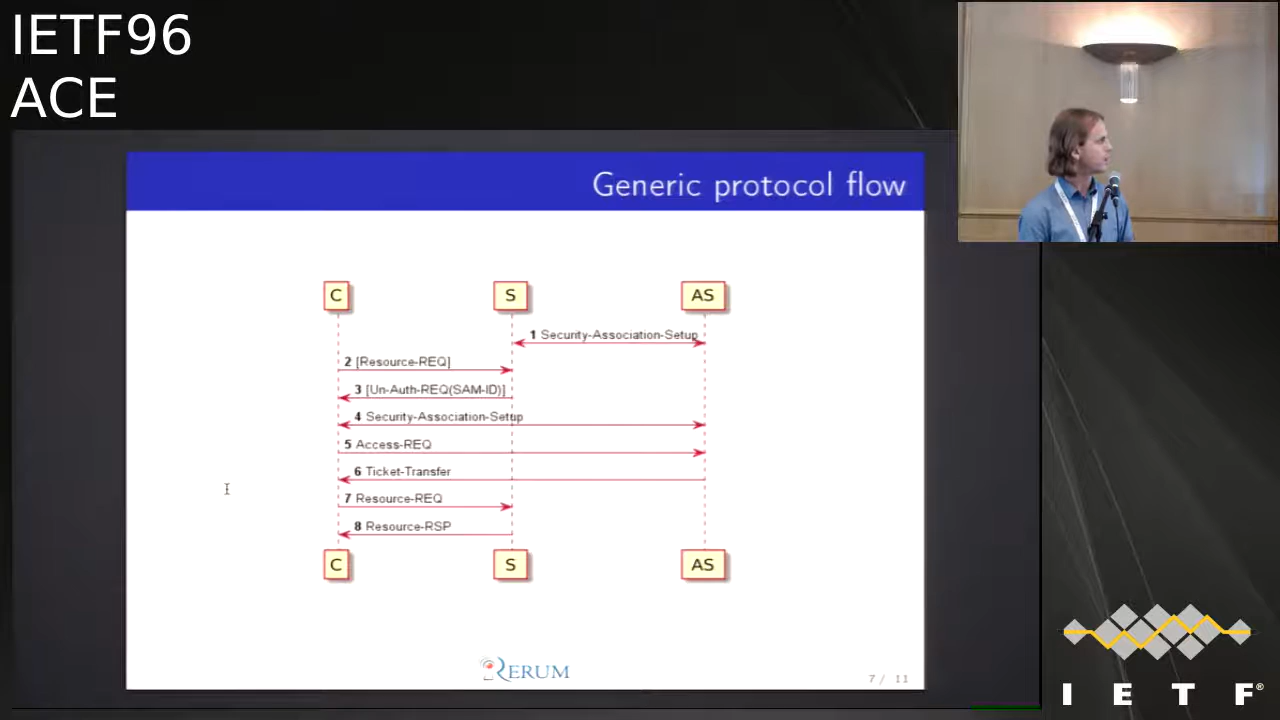 IETF96
ACE
Generic protocol flow
C S AS
1 Security-Association-Setup
2 [Resource-REQ]
3 [Un-Auth-REQ(SAM-ID)]
4 Security-Association-Setup
5 Access-REQ
6 Ticket-Transfer
7 Resource-REQ
8 Resource-RSP
C S AS
RERUM
7 / 11
I E T F®